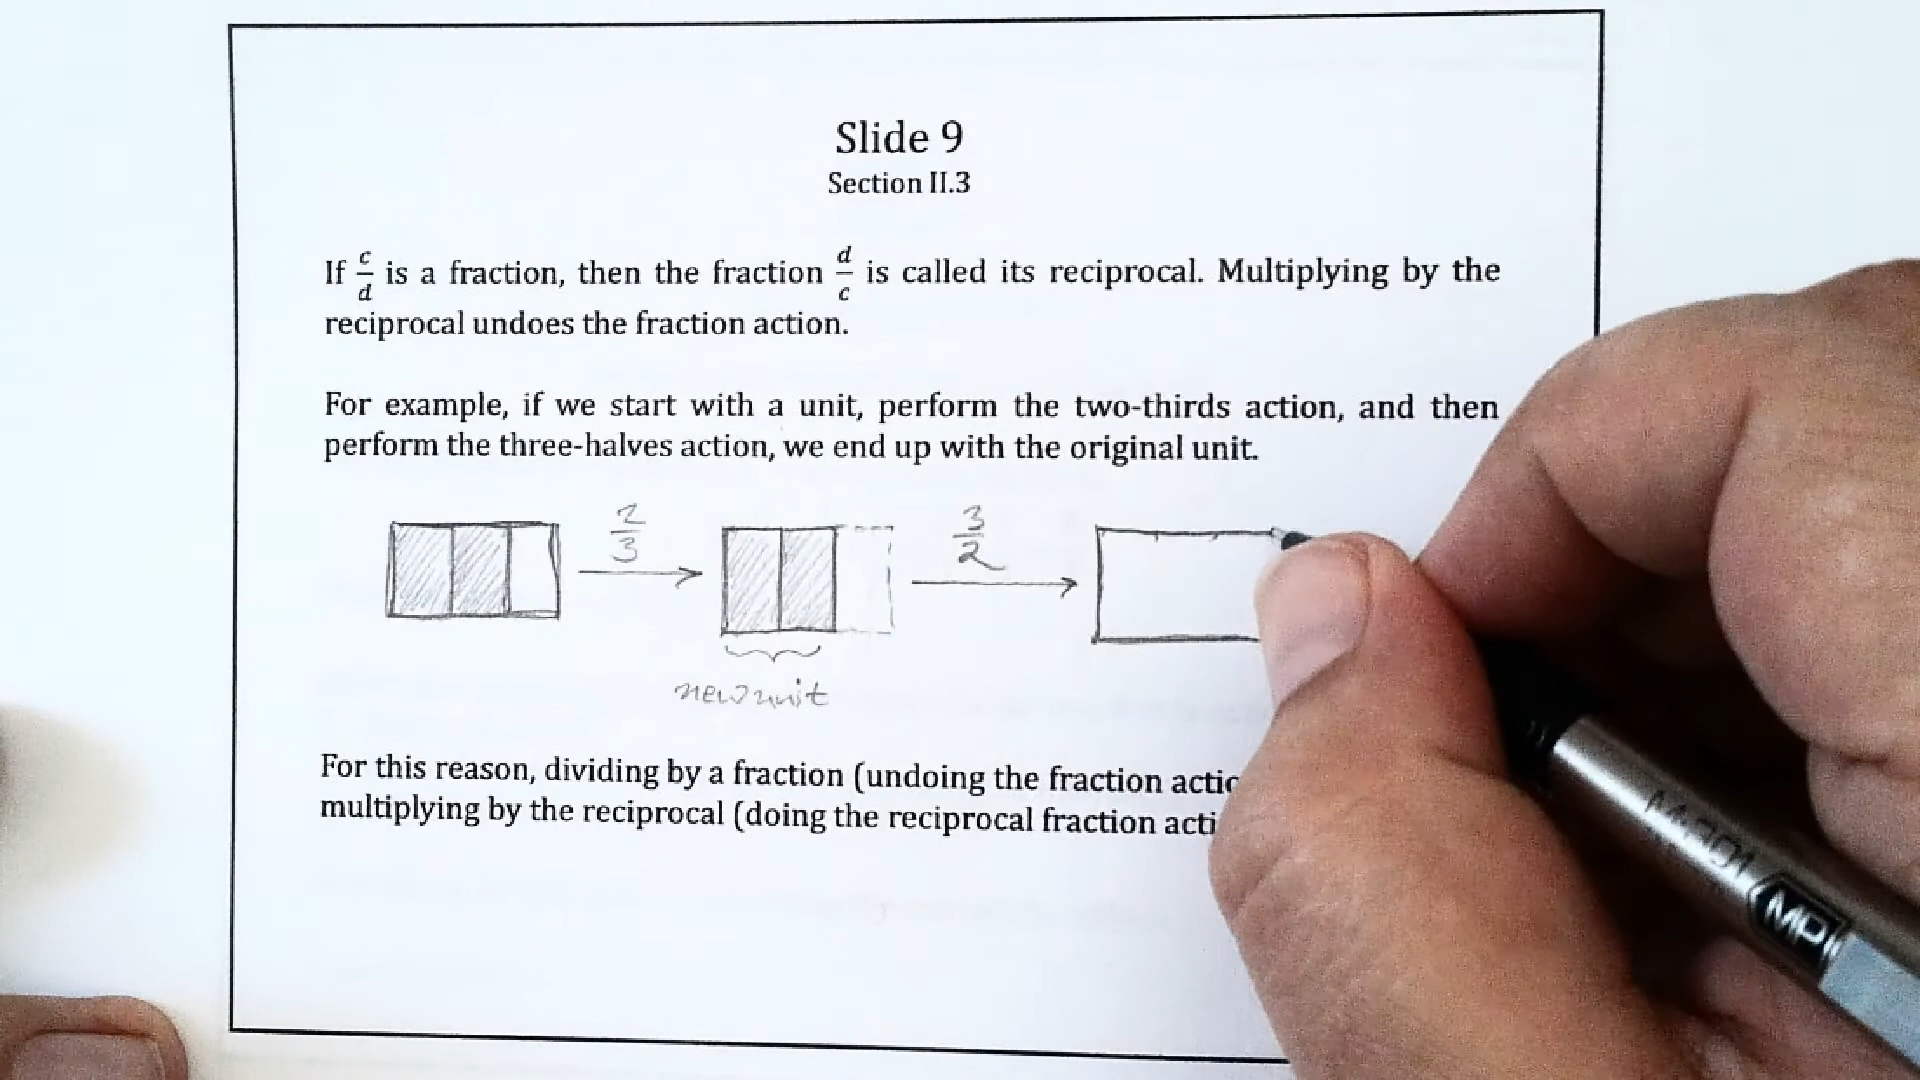 Slide 9
Section II.3
If c/d is a fraction, then the fraction d/c is called its reciprocal. Multiplying by the
reciprocal undoes the fraction action.
For example, if we start with a unit, perform the two-thirds action, and then
perform the three-halves action, we end up with the original unit.
2/3 3/2
new unit
For this reason, dividing by a fraction (undoing the fraction
multiplying by the reciprocal (doing the reciprocal fraction
MP